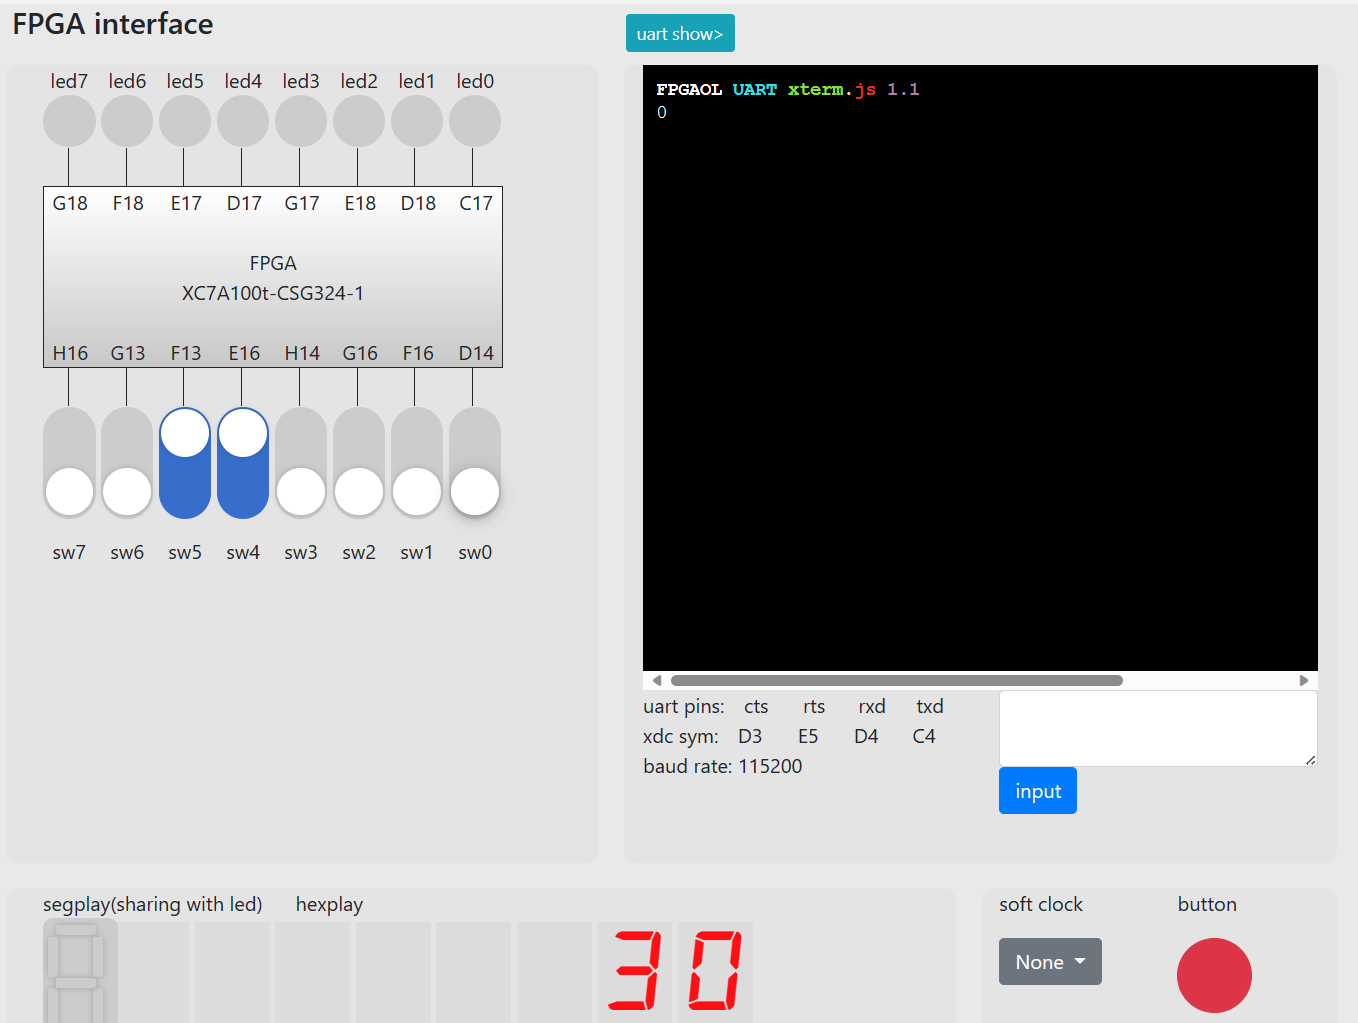 FPGA interface
uart show>
led7 led6 led5 led4 led3 led2 led1 led0
G18 F18 E17 D17 G17 E18 D18 C17
FPGA
XC7A100t-CSG324-1
H16 G13 F13 E16 H14 G16 F16 D14
sw7 sw6 sw5 sw4 sw3 sw2 sw1 sw0
FPGAOL UART xterm.js 1.1
0
uart pins: cts rts rxd txd
xdc sym: D3 E5 D4 C4
baud rate: 115200
input
segplay(sharing with led) hexplay
30
soft clock button
None